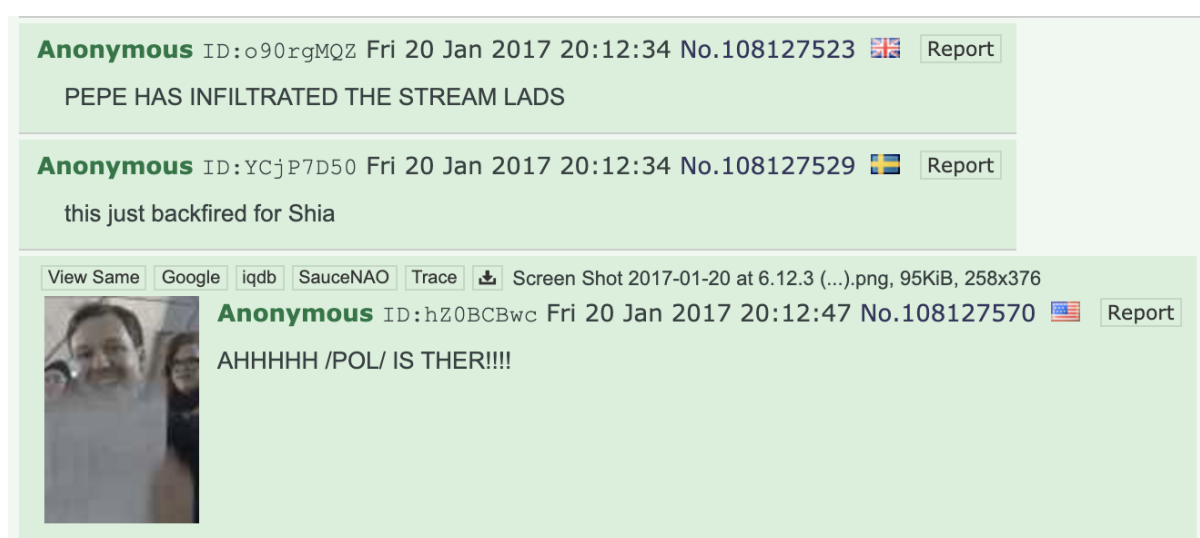 Anonymous ID:o90rgMQZ Fri 20 Jan 2017 20:12:34 No.108127523 Report
PEPE HAS INFILTRATED THE STREAM LADS
Anonymous ID:YCjP7D50 Fri 20 Jan 2017 20:12:34 No.108127529 Report
this just backfired for Shia
View Same Google iqdb SauceNAO Trace Screen Shot 2017-01-20 at 6.12.3 (...).png, 95KiB, 258x376
Anonymous ID:hZ0BCBwc Fri 20 Jan 2017 20:12:47 No.108127570 Report
AHHHHH /POL/ IS THER!!!!